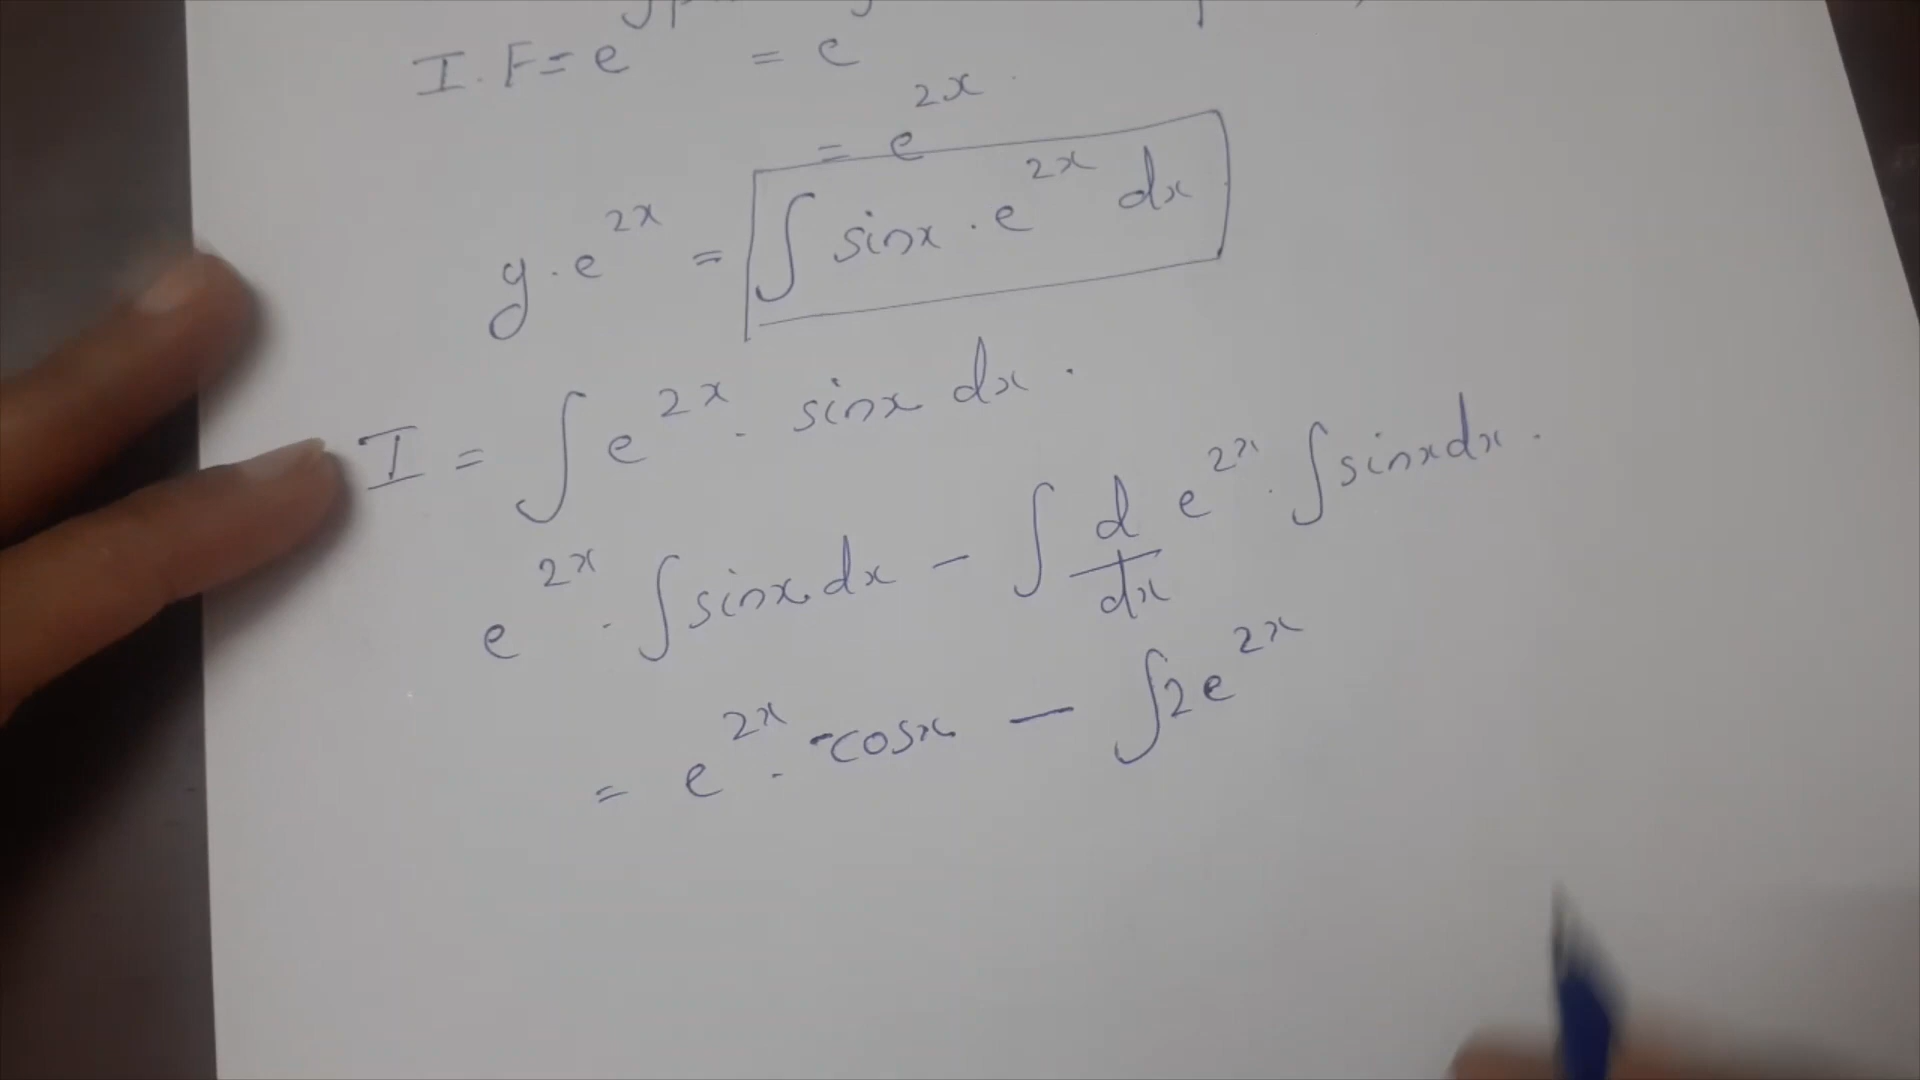 I.F = e = e
= e^{2x}.
y.e^{2x} = ∫ sinx . e^{2x} dx
I = ∫ e^{2x} . sinx dx .
e^{2x} . ∫ sinx dx - ∫ d/dx e^{2x} . ∫ sinx dx .
= e^{2x} . -cosx - ∫ 2e^{2x}